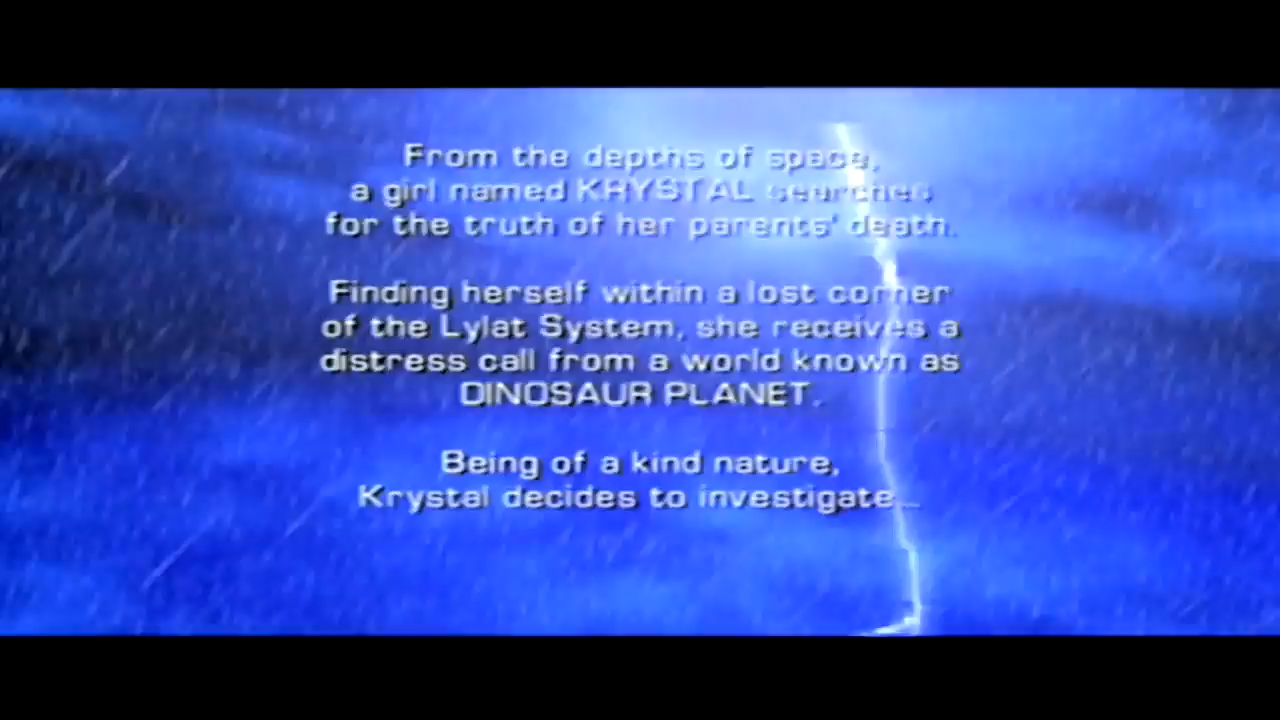 From the depths of space,
a girl named KRYSTAL searches
for the truth of her parents' death.
Finding herself within a lost corner
of the Lylat System, she receives a
distress call from a world known as
DINOSAUR PLANET.
Being of a kind nature,
Krystal decides to investigate...